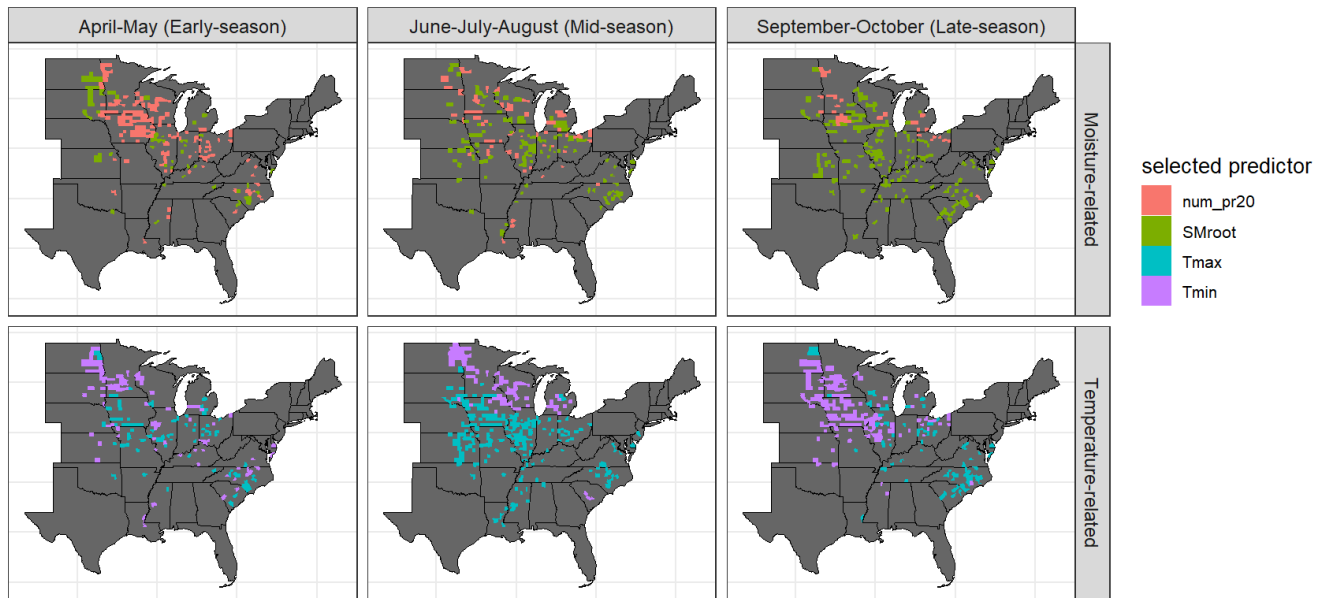 April-May (Early-season)
June-July-August (Mid-season)
September-October (Late-season)
Moisture-related
Temperature-related
selected predictor
num_pr20
SMroot
Tmax
Tmin